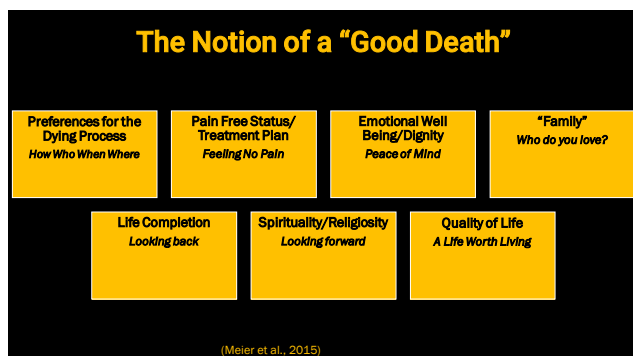 The Notion of a “Good Death”
Preferences for the
Dying Process
How Who When Where
Pain Free Status/
Treatment Plan
Feeling No Pain
Emotional Well
Being/Dignity
Peace of Mind
“Family”
Who do you love?
Life Completion
Looking back
Spirituality/Religiosity
Looking forward
Quality of Life
A Life Worth Living
(Meier et al., 2015)